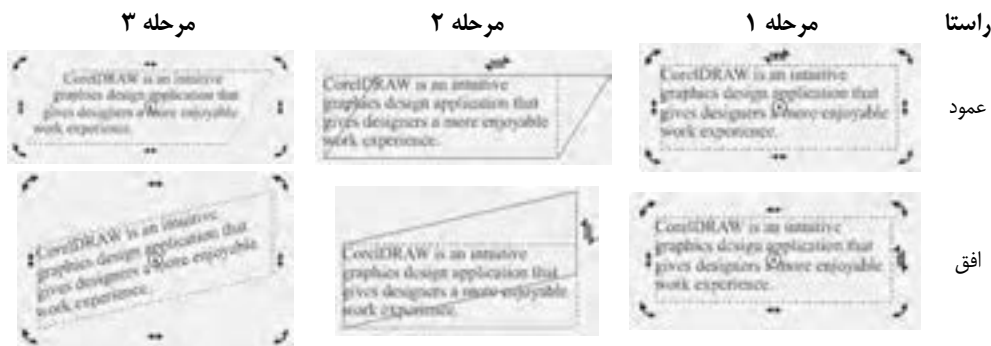 راستا مرحله ۱ مرحله ۲ مرحله ۳
عمود
CorelDRAW is an intuitive
graphics design application that
gives designers a more enjoyable
work experience.
CorelDRAW is an intuitive
graphics design application that
gives designers a more enjoyable
work experience.
CorelDRAW is an intuitive
graphics design application that
gives designers a more enjoyable
work experience.
افق
CorelDRAW is an intuitive
graphics design application that
gives designers a more enjoyable
work experience.
CorelDRAW is an intuitive
graphics design application that
gives designers a more enjoyable
work experience.
CorelDRAW is an intuitive
graphics design application that
gives designers a more enjoyable
work experience.